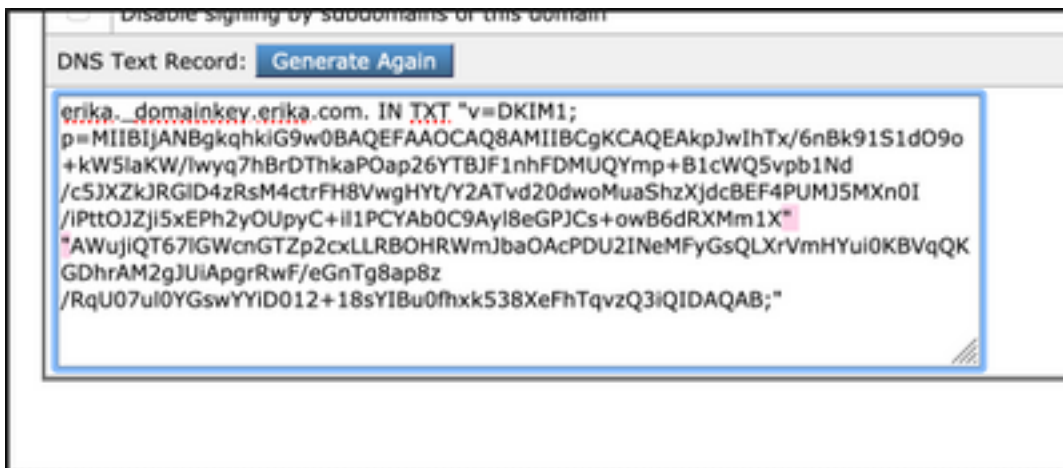 Disable signing by subdomains of this domain
DNS Text Record: Generate Again
erika._domainkey.erika.com. IN TXT "v=DKIM1;
p=MIIBIjANBgkqhkiG9w0BAQEFAAOCAQ8AMIIBCgKCAQEAkpJwIhTx/6nBk91S1dO9o
+kW5laKW/lwyq7hBrDThkaPOap26YTBJF1nhFDMUQYmp+B1cWQ5vpb1Nd
/c5JXZkJRGlD4zRsM4ctrFH8VwgHYt/Y2ATvd20dwoMuaShzXjdcBEF4PUMJ5MXn0I
/iPttOJZji5xEPh2yOUpyC+il1PCYAb0C9Ayl8eGPJCs+owB6dRXMm1X"
"AWujiQT67lGWcnGTZp2cxLLRBOHRWmJbaOAcPDU2INeMFyGsQLXrVmHYui0KBVqQK
GDhrAM2gJUiApgrRwF/eGnTg8ap8z
/RqU07ul0YGswYYiD012+18sYIBu0fhxk538XeFhTqvzQ3iQIDAQAB;"